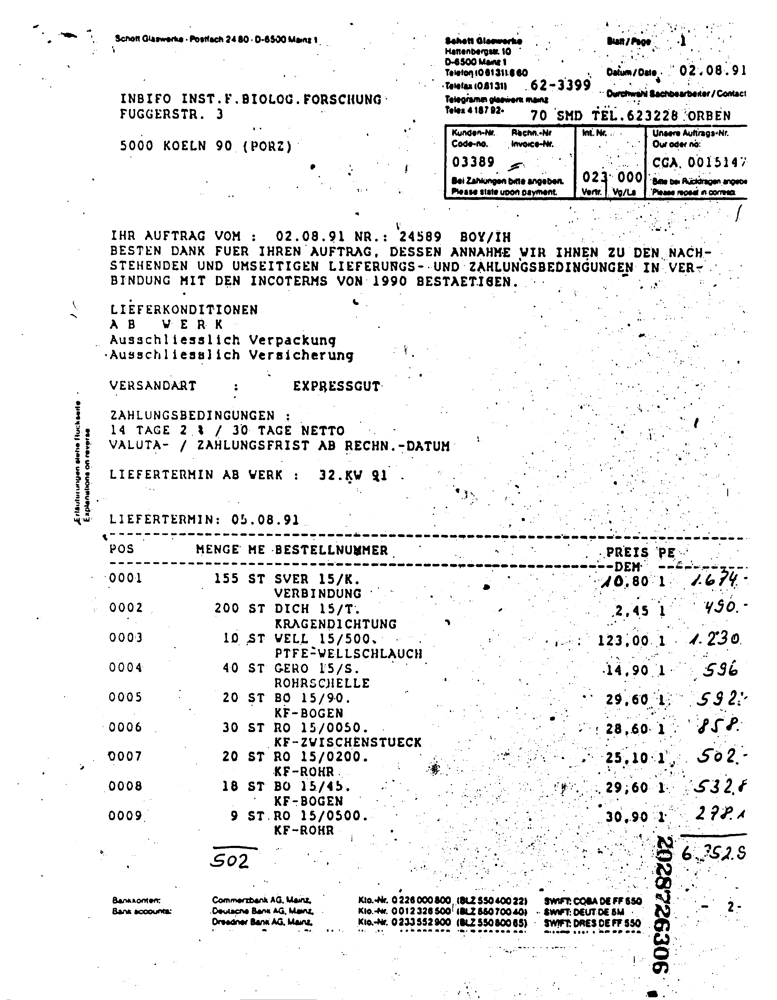 Schott Glaswerke - Postfach 24 80 - D-6500 Mainz 1
Schott Glaswerke
Hattenbergstr. 10
D-6500 Mainz 1
Telefon (0 61 31) 6 60
Telefax (0 61 31) 62-3399
Telegramm glaswerk mainz
Telex 4 187 92-
Blatt / Page 1
Datum / Date 02.08.91
Durchwahl Sachbearbeiter / Contact
70 SMD TEL.623228 ORBEN
INBIFO INST.F.BIOLOG.FORSCHUNG
FUGGERSTR. 3
5000 KOELN 90 (PORZ)
Kunden-Nr. Rechn.-Nr Int. Nr. Unsere Auftrags-Nr.
Code-no. Invoice-Nr. Our oder no:
03389 CGA 0015147
023 000
Bei Zahlungen bitte angeben. Bitte bei Rückfragen angebe
Please state upon payment. Vertr. Vg/La Please repeat in corresp.
IHR AUFTRAG VOM : 02.08.91 NR.: 24589 BOY/IH
BESTEN DANK FUER IHREN AUFTRAG, DESSEN ANNAHME WIR IHNEN ZU DEN NACH-
STEHENDEN UND UMSEITIGEN LIEFERUNGS- UND ZAHLUNGSBEDINGUNGEN IN VER-
BINDUNG MIT DEN INCOTERMS VON 1990 BESTAETIGEN.
LIEFERKONDITIONEN
A B W E R K
Ausschliesslich Verpackung
Ausschliesslich Versicherung
VERSANDART : EXPRESSGUT
ZAHLUNGSBEDINGUNGEN :
14 TAGE 2 % / 30 TAGE NETTO
VALUTA- / ZAHLUNGSFRIST AB RECHN.-DATUM
LIEFERTERMIN AB WERK : 32.KW 91
Erläuterungen siehe Rückseite
Explanations on reverse
LIEFERTERMIN: 05.08.91
POS MENGE ME BESTELLNUMMER PREIS PE
DEM
0001 155 ST SVER 15/K. 10,80 1 1.674.-
VERBINDUNG
0002 200 ST DICH 15/T. 2,45 1 490.-
KRAGENDICHTUNG
0003 10 ST WELL 15/500. 123,00 1 1.230
PTFE-WELLSCHLAUCH
0004 40 ST GERO 15/S. 14,90 1 596
ROHRSCHELLE
0005 20 ST BO 15/90. 29,60 1 592.-
KF-BOGEN
0006 30 ST RO 15/0050. 28,60 1 858.
KF-ZWISCHENSTUECK
0007 20 ST RO 15/0200. 25,10 1 502.-
KF-ROHR
0008 18 ST BO 15/45. 29,60 1 532,8
KF-BOGEN
0009 9 ST RO 15/0500. 30,90 1 278.1
KF-ROHR
502 6.752.9
2028726306
Bankkonten: Commerzbank AG, Mainz, Kto.-Nr. 0 226 000 800 (BLZ 550 400 22) SWIFT: COBA DE FF 550
Bank accounts: Deutsche Bank AG, Mainz, Kto.-Nr. 0 012 326 500 (BLZ 550 700 40) SWIFT: DEUT DE 5M
Dresdner Bank AG, Mainz, Kto.-Nr. 0 233 552 900 (BLZ 550 800 65) SWIFT: DRES DE FF 550
- 2-